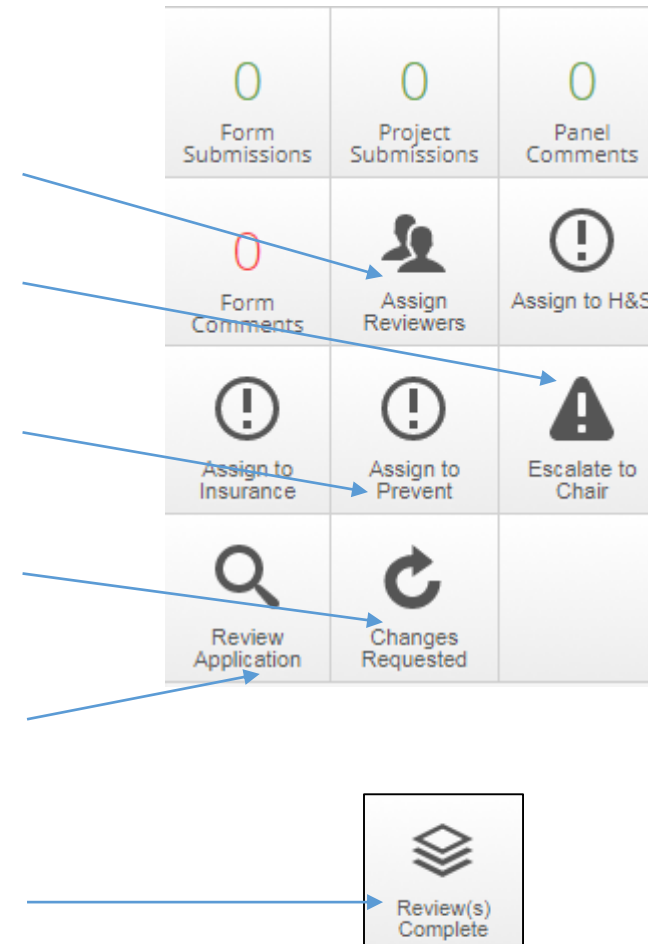 0
Form
Submissions
0
Project
Submissions
0
Panel
Comments
0
Form
Comments
Assign
Reviewers
Assign to H&S
Assign to
Insurance
Assign to
Prevent
Escalate to
Chair
Review
Application
Changes
Requested
Review(s)
Complete